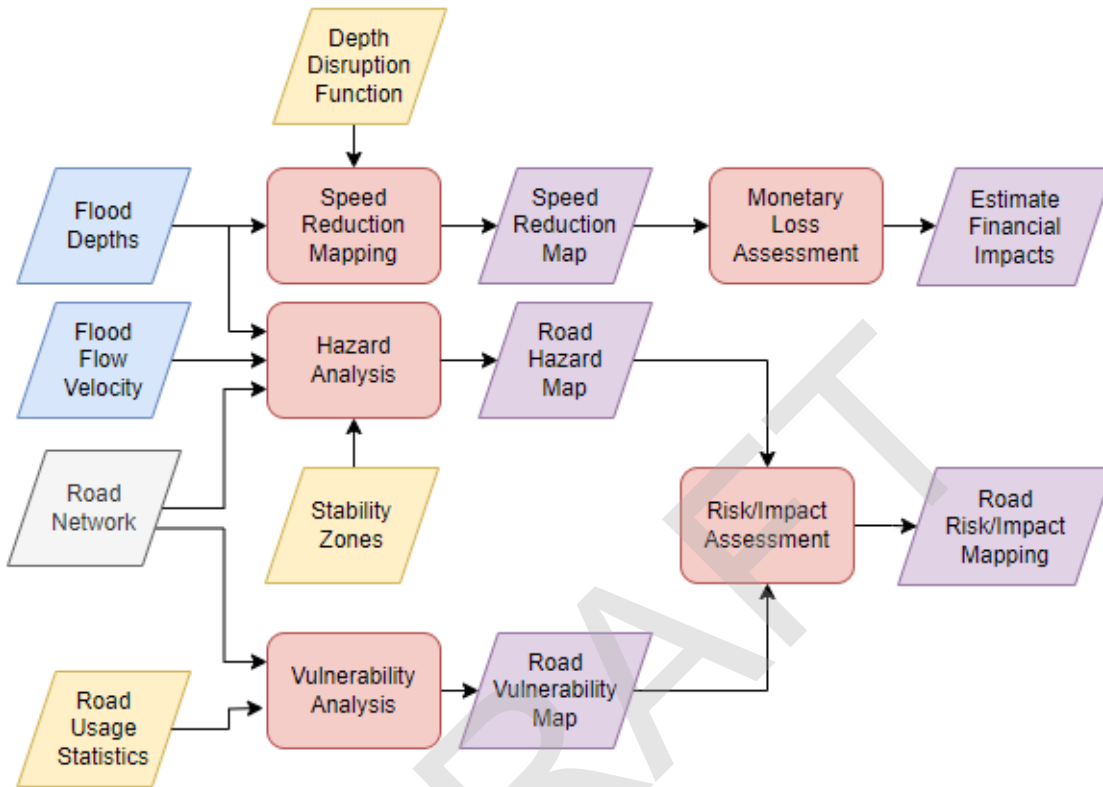 Depth
Disruption
Function
Flood
Depths
Speed
Reduction
Mapping
Speed
Reduction
Map
Monetary
Loss
Assessment
Estimate
Financial
Impacts
Flood
Flow
Velocity
Hazard
Analysis
Road
Hazard
Map
Road
Network
Stability
Zones
Risk/Impact
Assessment
Road
Risk/Impact
Mapping
Road
Usage
Statistics
Vulnerability
Analysis
Road
Vulnerability
Map
DRAFT